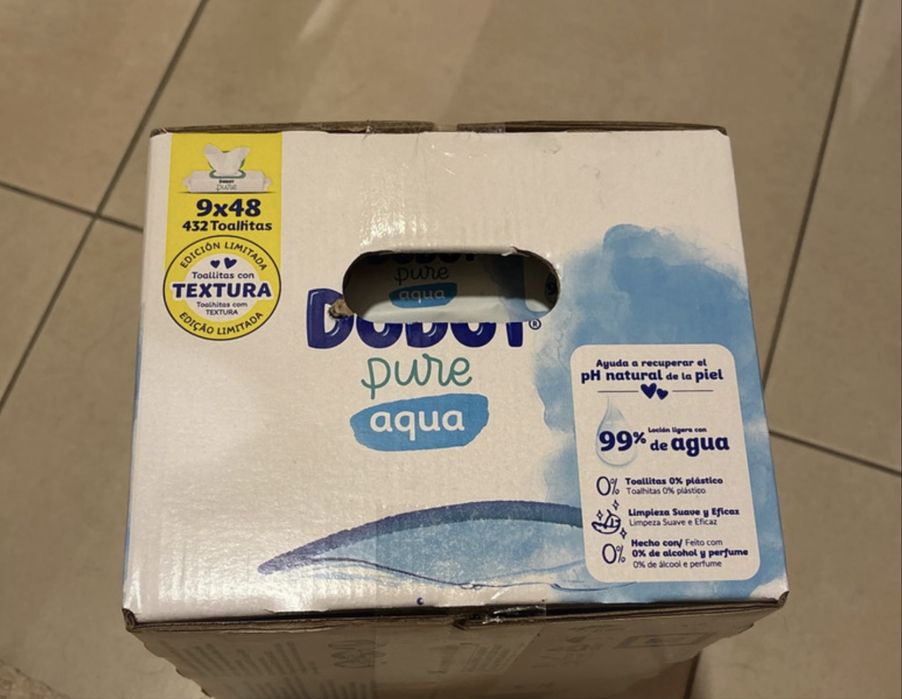 DODOT
pure
9x48
432 Toallitas
EDICIÓN LIMITADA
Toallitas con
TEXTURA
Toalhitas com
TEXTURA
EDIÇÃO LIMITADA
pure
aqua
DODOT®
pure
aqua
Ayuda a recuperar el
pH natural de la piel
Loción ligera con
99% de agua
0% Toallitas 0% plástico
Toalhitas 0% plástico
Limpieza Suave y Eficaz
Limpeza Suave e Eficaz
Hecho con/ Feito com
0% 0% de alcohol y perfume
0% de álcool e perfume